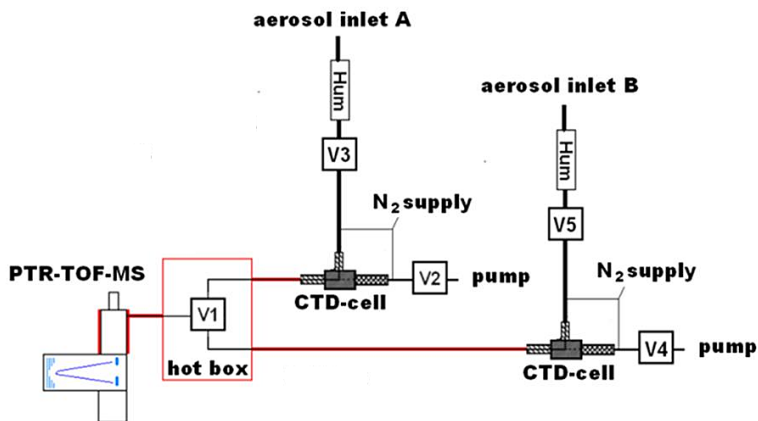 aerosol inlet A
Hum
V3
N2 supply
V2
pump
CTD-cell
aerosol inlet B
Hum
V5
N2 supply
V4
pump
CTD-cell
PTR-TOF-MS
V1
hot box